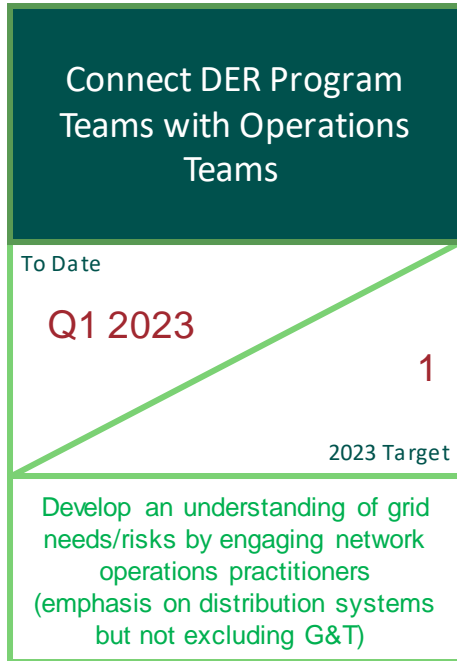 Connect DER Program
Teams with Operations
Teams
To Date
Q1 2023
1
2023 Target
Develop an understanding of grid
needs/risks by engaging network
operations practitioners
(emphasis on distribution systems
but not excluding G&T)